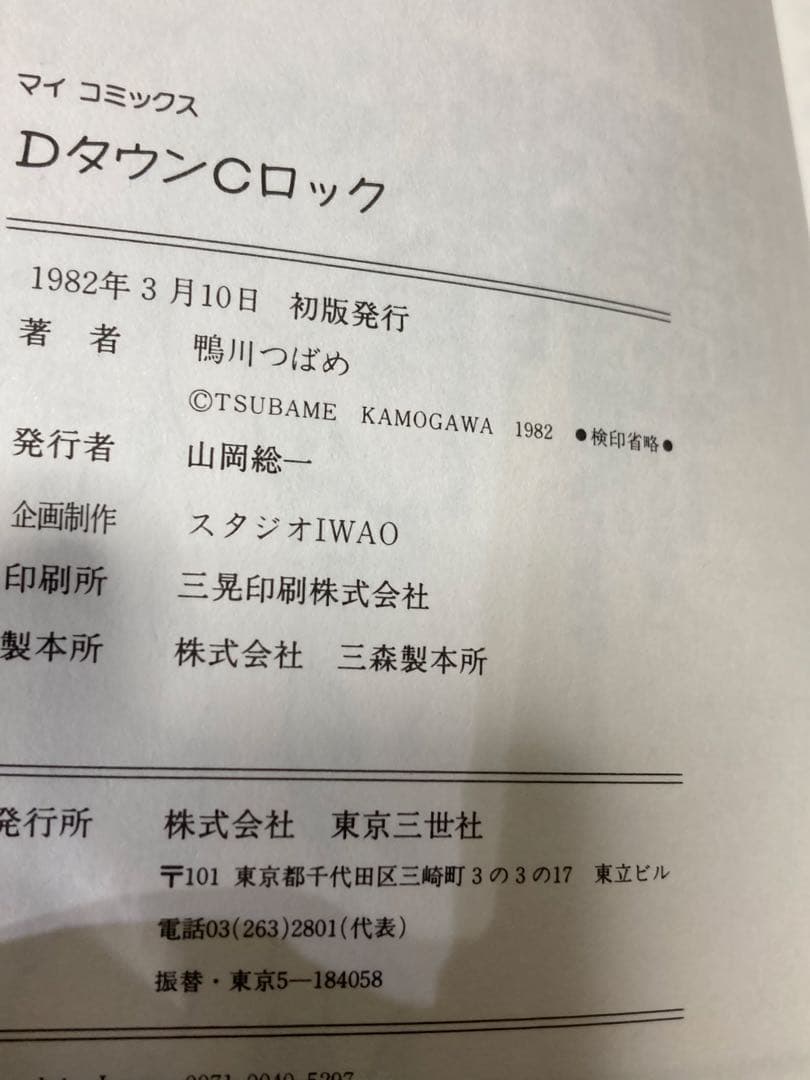 マイ コミックス
DタウンCロック
1982年3月10日 初版発行
著 者 鴨川つばめ
©TSUBAME KAMOGAWA 1982 ●検印省略●
発行者 山岡総一
企画制作 スタジオIWAO
印刷所 三晃印刷株式会社
製本所 株式会社 三森製本所
発行所 株式会社 東京三世社
〒101 東京都千代田区三崎町3の3の17 東立ビル
電話03(263)2801(代表)
振替・東京5—184058